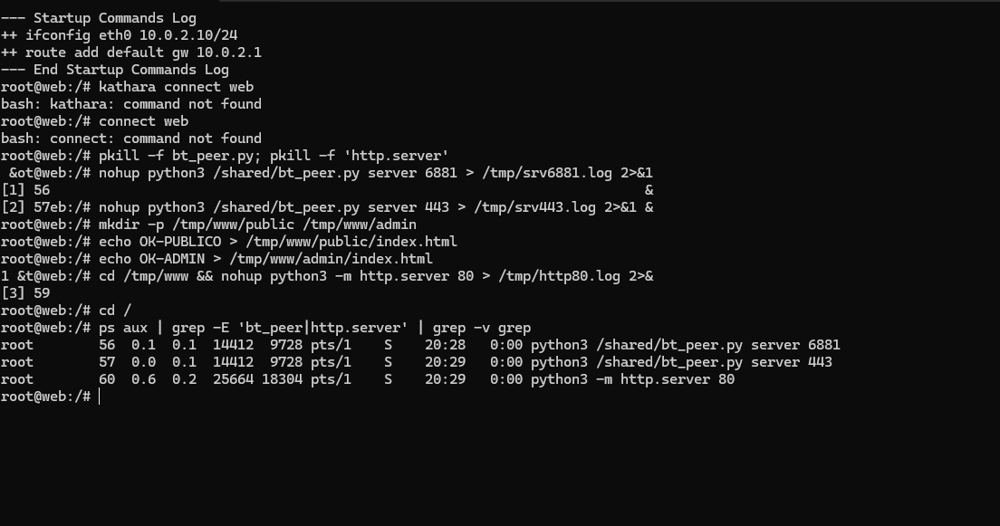 --- Startup Commands Log
++ ifconfig eth0 10.0.2.10/24
++ route add default gw 10.0.2.1
--- End Startup Commands Log
root@web:/# kathara connect web
bash: kathara: command not found
root@web:/# connect web
bash: connect: command not found
root@web:/# pkill -f bt_peer.py; pkill -f 'http.server'
 &ot@web:/# nohup python3 /shared/bt_peer.py server 6881 > /tmp/srv6881.log 2>&1
[1] 56                                                                         &
[2] 57eb:/# nohup python3 /shared/bt_peer.py server 443 > /tmp/srv443.log 2>&1 &
root@web:/# mkdir -p /tmp/www/public /tmp/www/admin
root@web:/# echo OK-PUBLICO > /tmp/www/public/index.html
root@web:/# echo OK-ADMIN > /tmp/www/admin/index.html
1 &t@web:/# cd /tmp/www && nohup python3 -m http.server 80 > /tmp/http80.log 2>&
[3] 59
root@web:/# cd /
root@web:/# ps aux | grep -E 'bt_peer|http.server' | grep -v grep
root        56  0.1  0.1  14412  9728 pts/1    S    20:28   0:00 python3 /shared/bt_peer.py server 6881
root        57  0.0  0.1  14412  9728 pts/1    S    20:29   0:00 python3 /shared/bt_peer.py server 443
root        60  0.6  0.2  25664 18304 pts/1    S    20:29   0:00 python3 -m http.server 80
root@web:/#